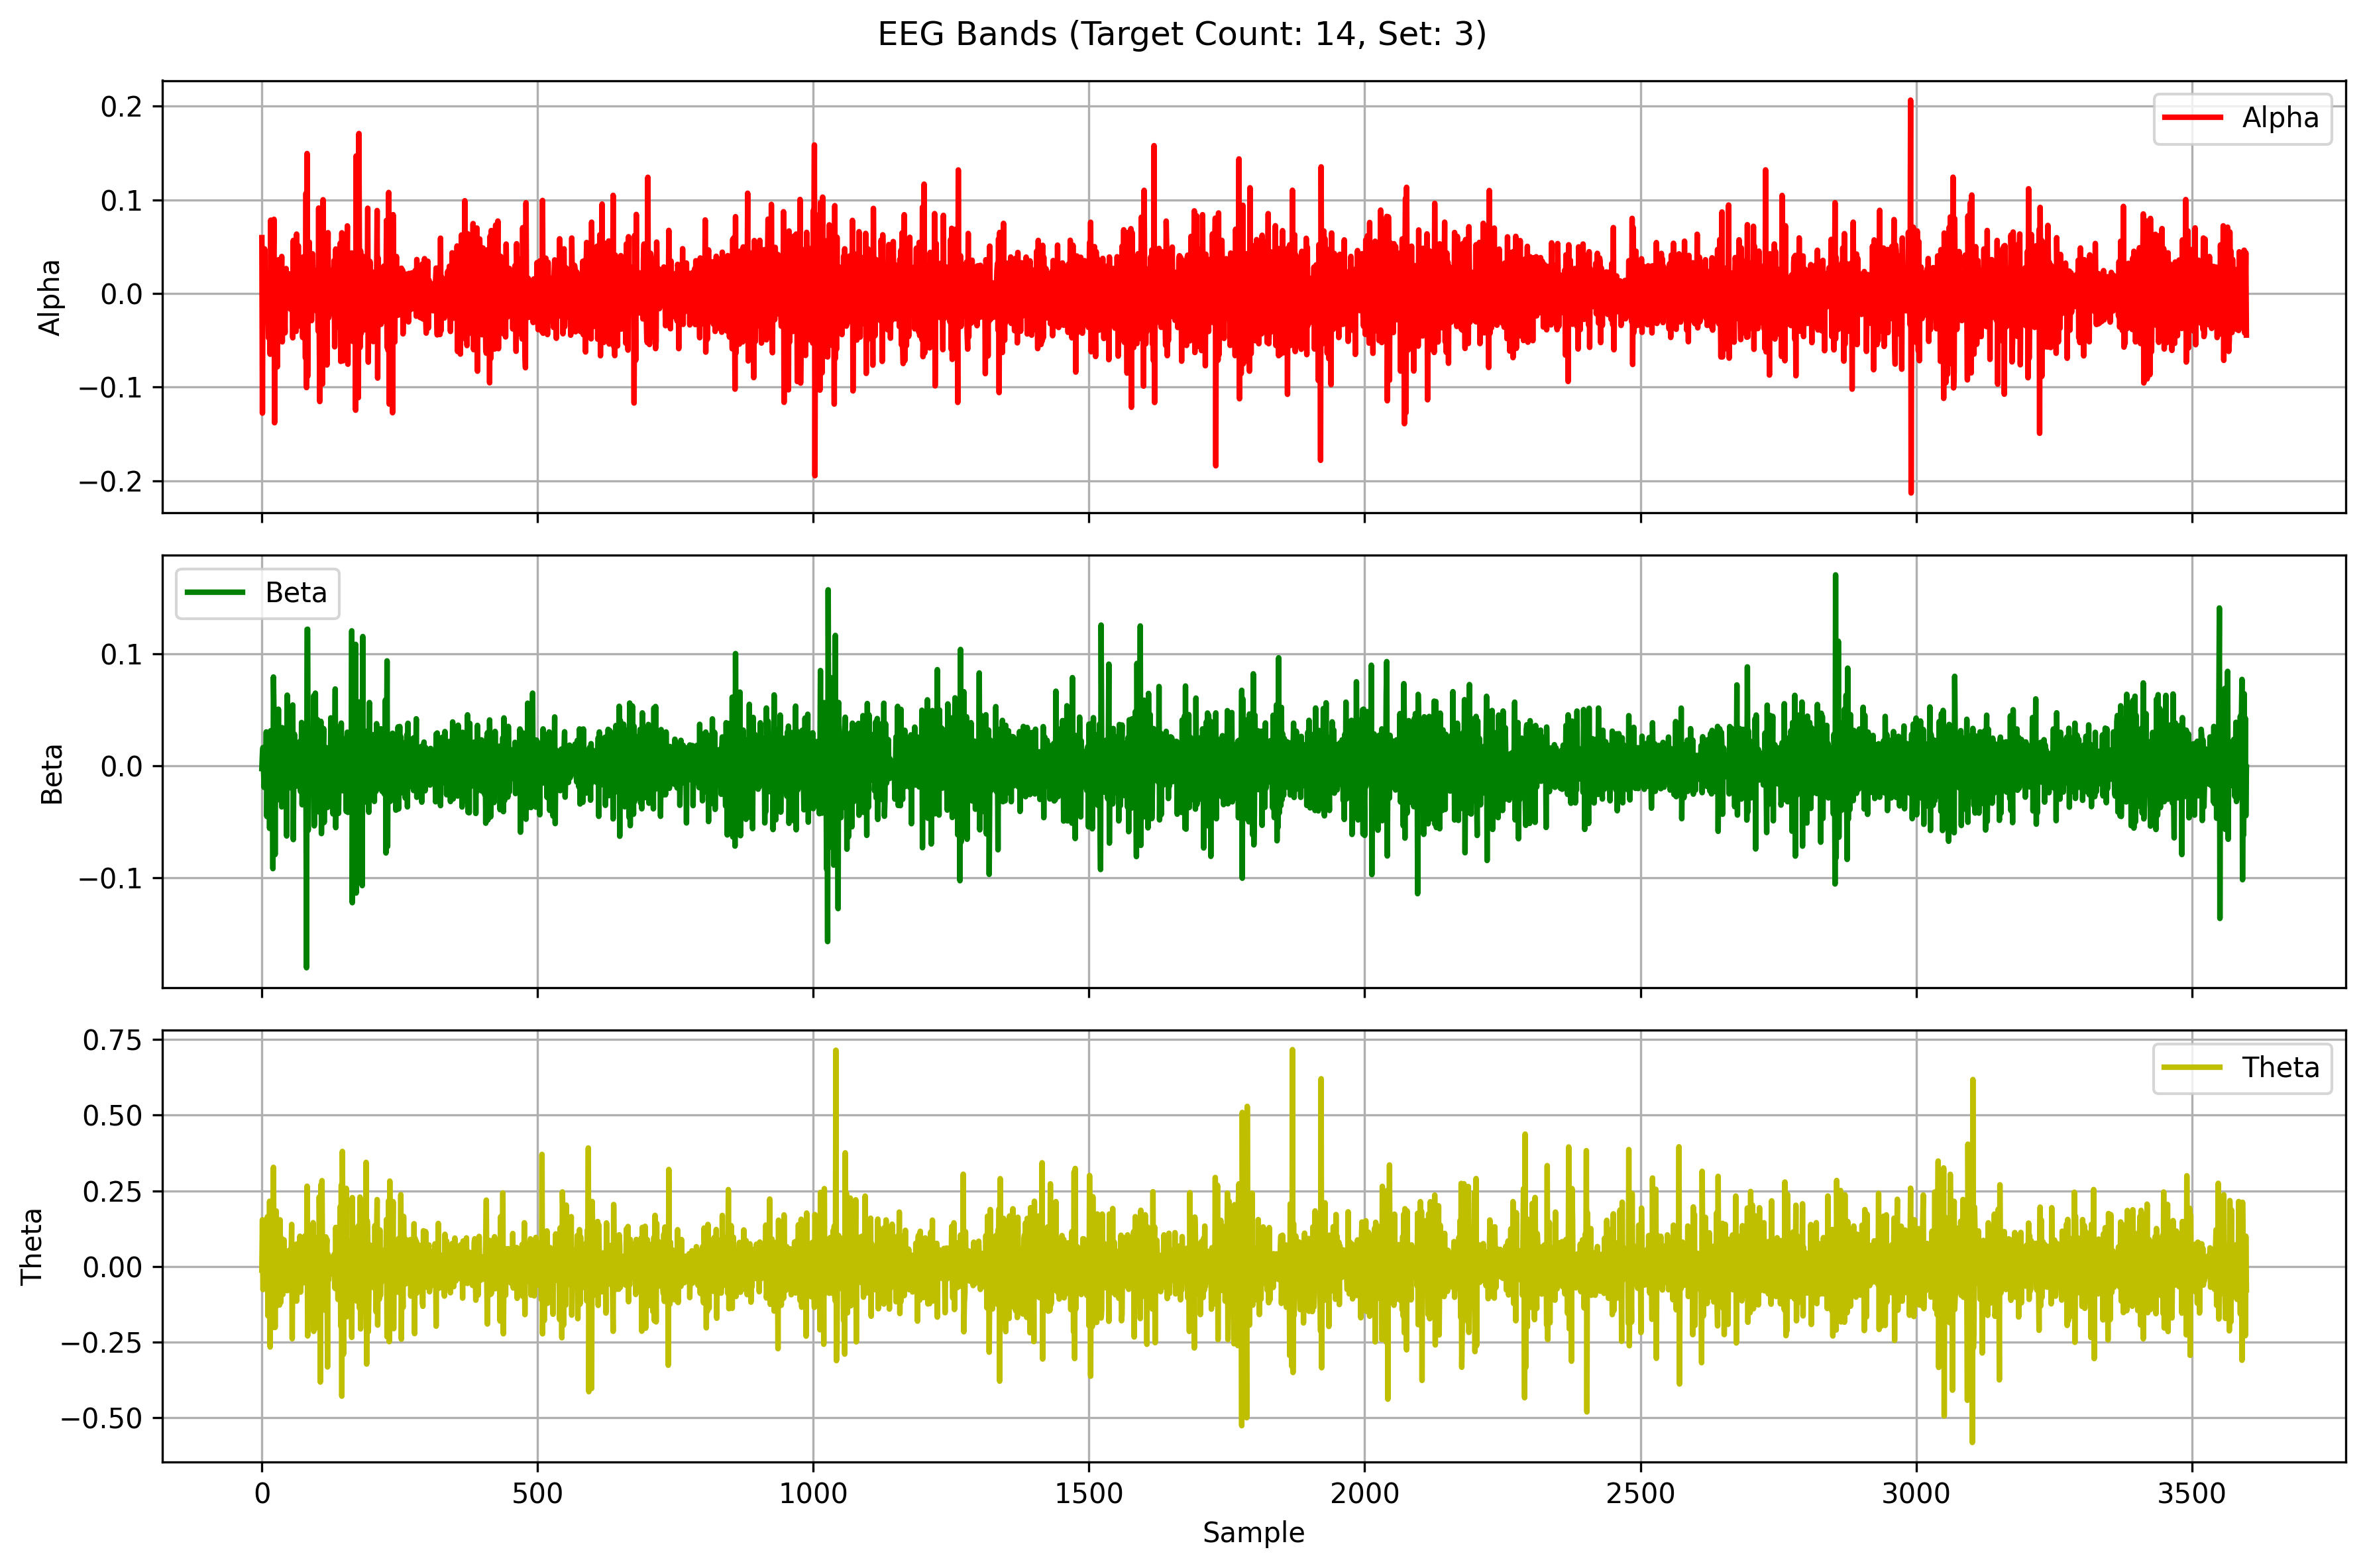 EEG Bands (Target Count: 14, Set: 3)
0.2
0.1
0.0
−0.1
−0.2
Alpha
Alpha
0.1
0.0
−0.1
Beta
Beta
0.75
0.50
0.25
0.00
−0.25
−0.50
Theta
Theta
0 500 1000 1500 2000 2500 3000 3500
Sample